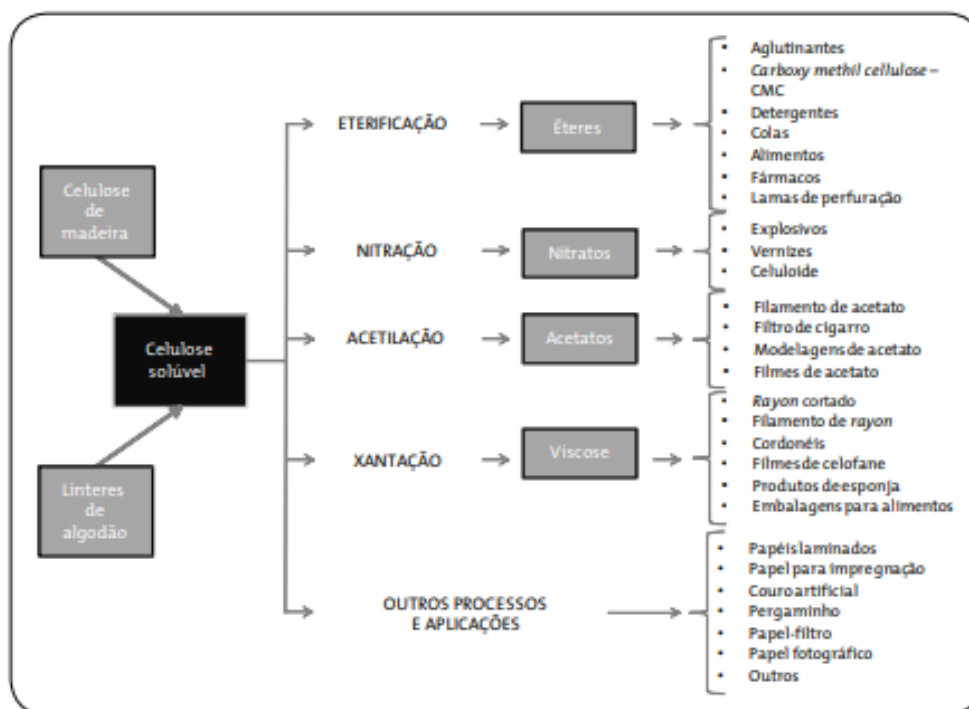 Celulose
de
madeira
Celulose
solúvel
Línteres
de
algodão
ETERIFICAÇÃO
Éteres
• Aglutinantes
• Carboxy methil cellulose –
CMC
• Detergentes
• Colas
• Alimentos
• Fármacos
• Lamas de perfuração
NITRAÇÃO
Nitratos
• Explosivos
• Vernizes
• Celuloide
ACETILAÇÃO
Acetatos
• Filamento de acetato
• Filtro de cigarro
• Modelagens de acetato
• Filmes de acetato
XANTAÇÃO
Viscose
• Rayon cortado
• Filamento de rayon
• Cordonéis
• Filmes de celofane
• Produtos de esponja
• Embalagens para alimentos
OUTROS PROCESSOS
E APLICAÇÕES
• Papéis laminados
• Papel para impregnação
• Couro artificial
• Pergaminho
• Papel-filtro
• Papel fotográfico
• Outros